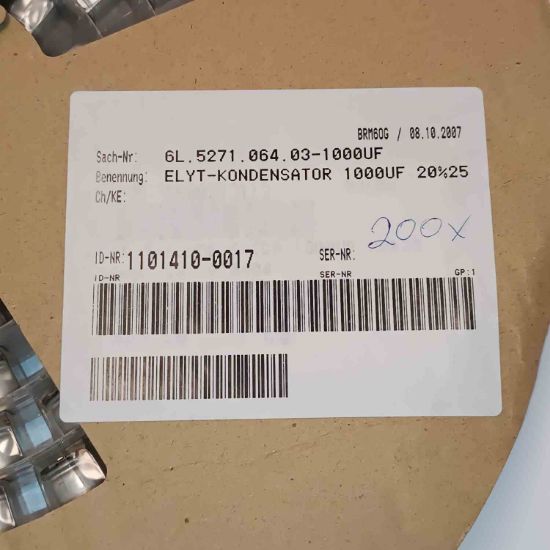 BRM60G / 08.10.2007
Sach-Nr: 6L.5271.064.03-1000UF
Benennung: ELYT-KONDENSATOR 1000UF 20%25
Ch/KE:
200x
ID-NR: 1101410-0017 SER-NR:
ID-NR SER-NR GP:1